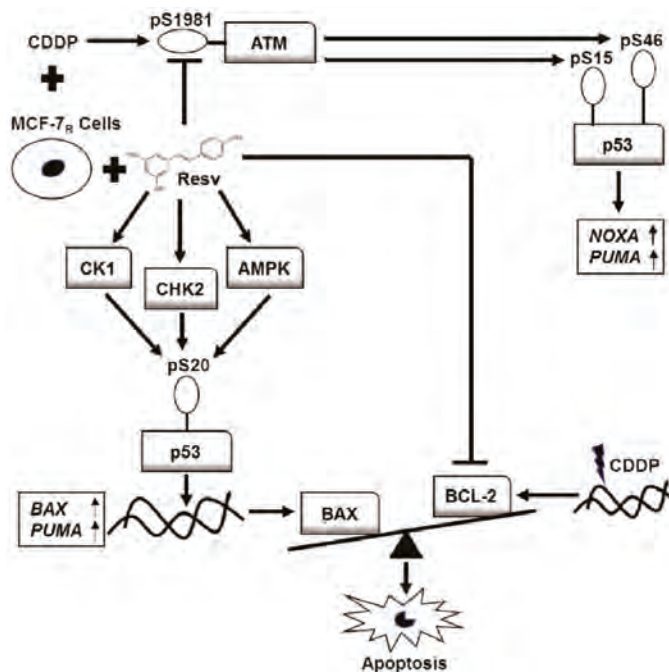 pS1981
CDDP
ATM
pS46
pS15
MCF-7R Cells
p53
Resv
NOXA
PUMA
CK1
CHK2
AMPK
pS20
p53
CDDP
BAX
PUMA
BAX
BCL-2
Apoptosis